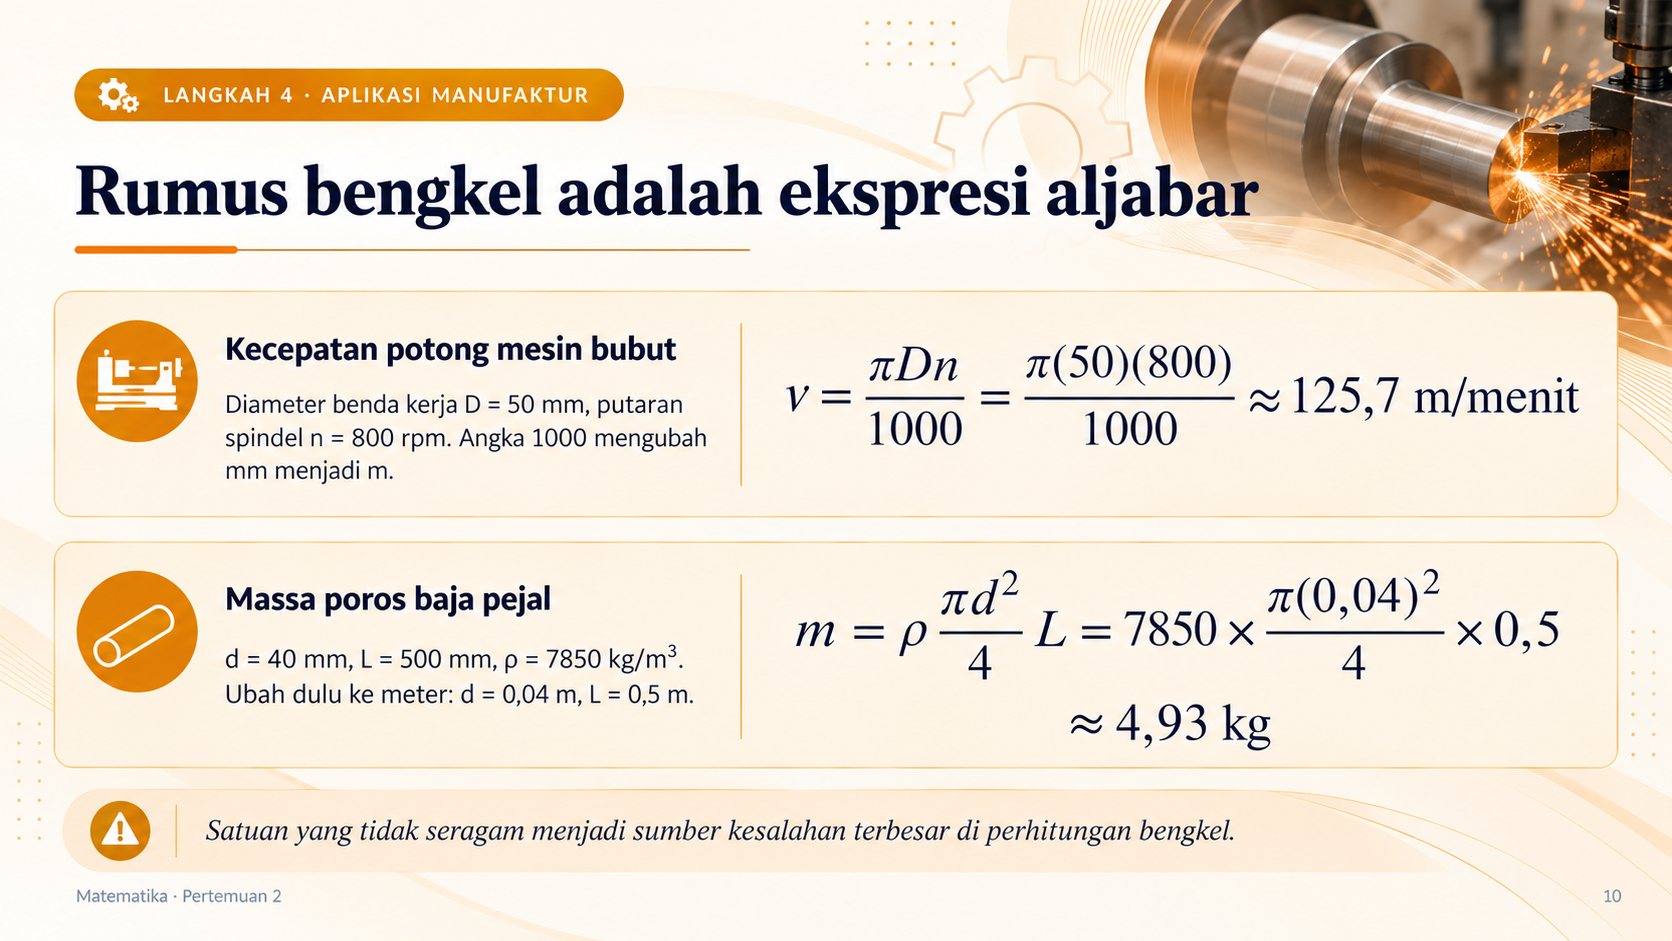 LANGKAH 4 · APLIKASI MANUFAKTUR
Rumus bengkel adalah ekspresi aljabar
Kecepatan potong mesin bubut
Diameter benda kerja D = 50 mm, putaran
spindel n = 800 rpm. Angka 1000 mengubah
mm menjadi m.
v = πDn/1000 = π(50)(800)/1000 ≈ 125,7 m/menit
Massa poros baja pejal
d = 40 mm, L = 500 mm, ρ = 7850 kg/m³.
Ubah dulu ke meter: d = 0,04 m, L = 0,5 m.
m = ρ πd²/4 L = 7850 × π(0,04)²/4 × 0,5
≈ 4,93 kg
Satuan yang tidak seragam menjadi sumber kesalahan terbesar di perhitungan bengkel.
Matematika · Pertemuan 2
10